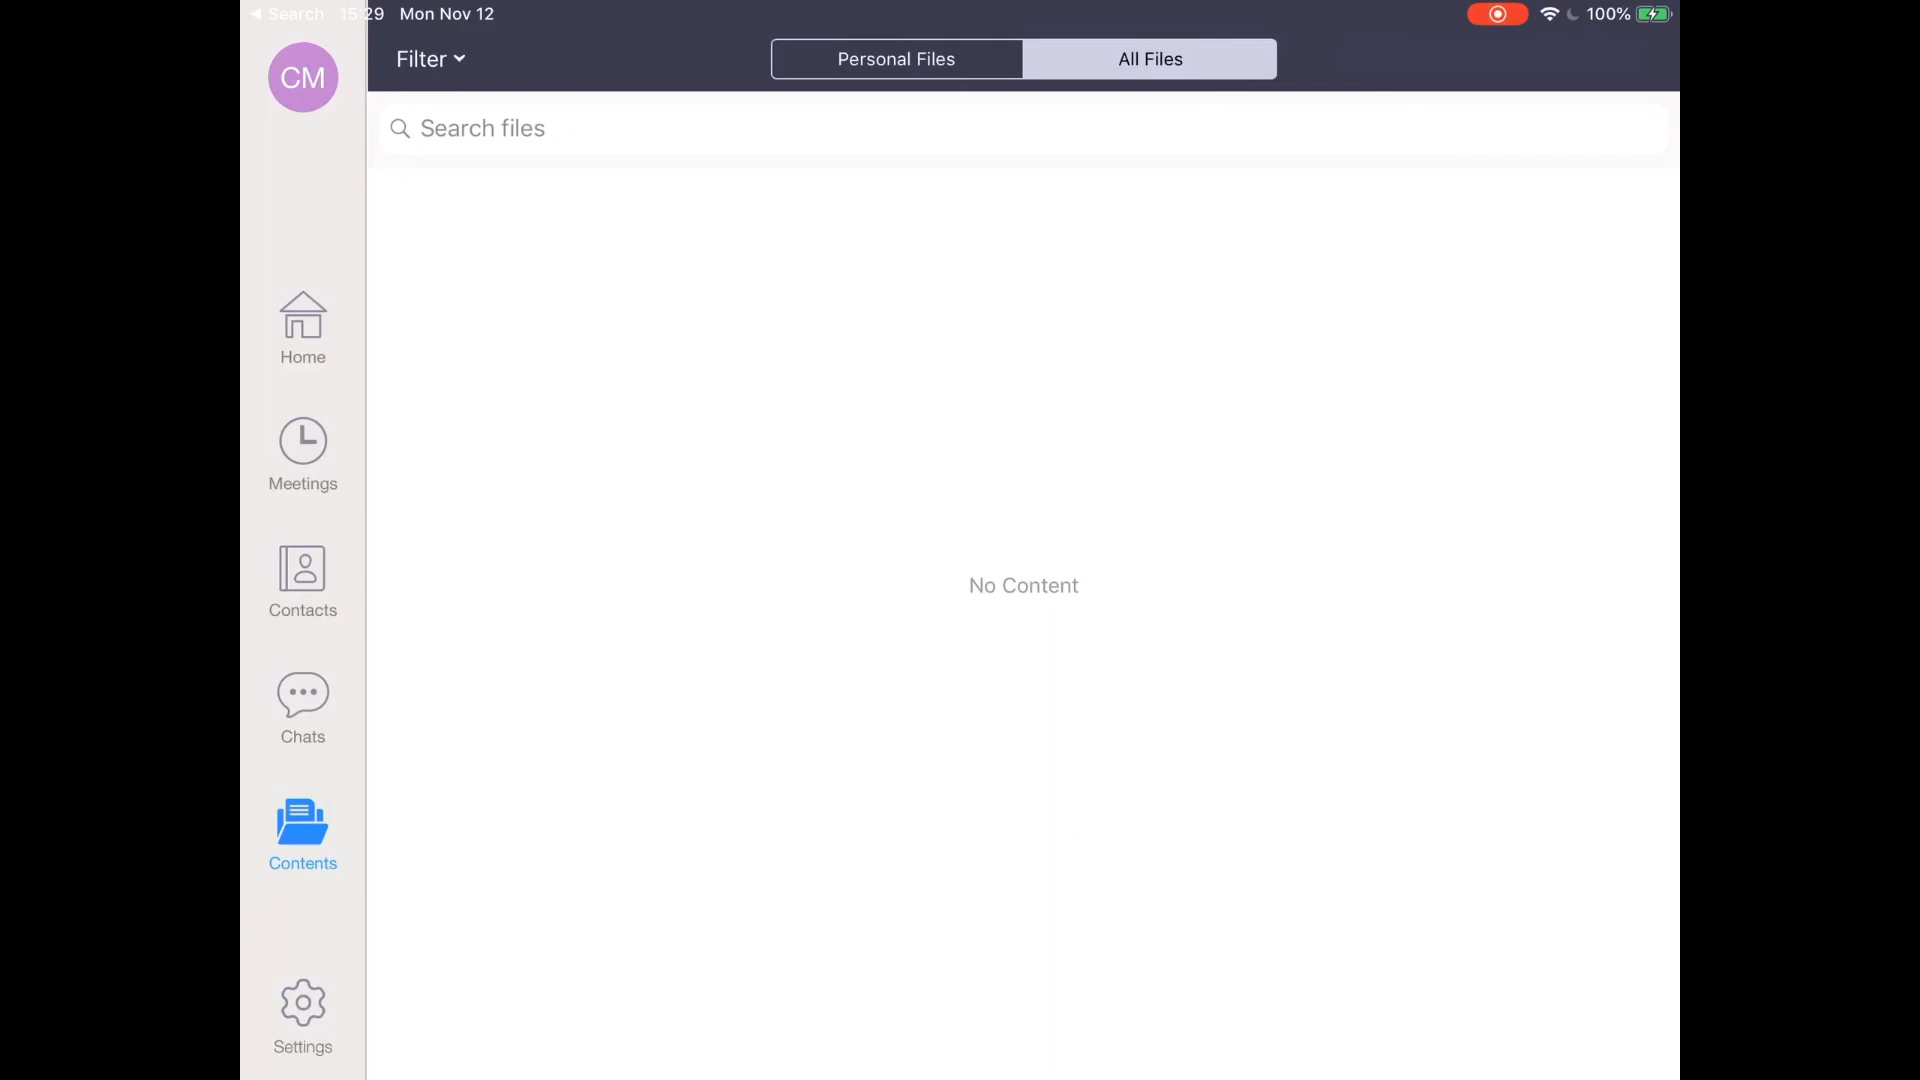 Search 15:29 Mon Nov 12
100%
CM
Filter
Personal Files
All Files
Search files
Home
Meetings
Contacts
Chats
Contents
Settings
No Content